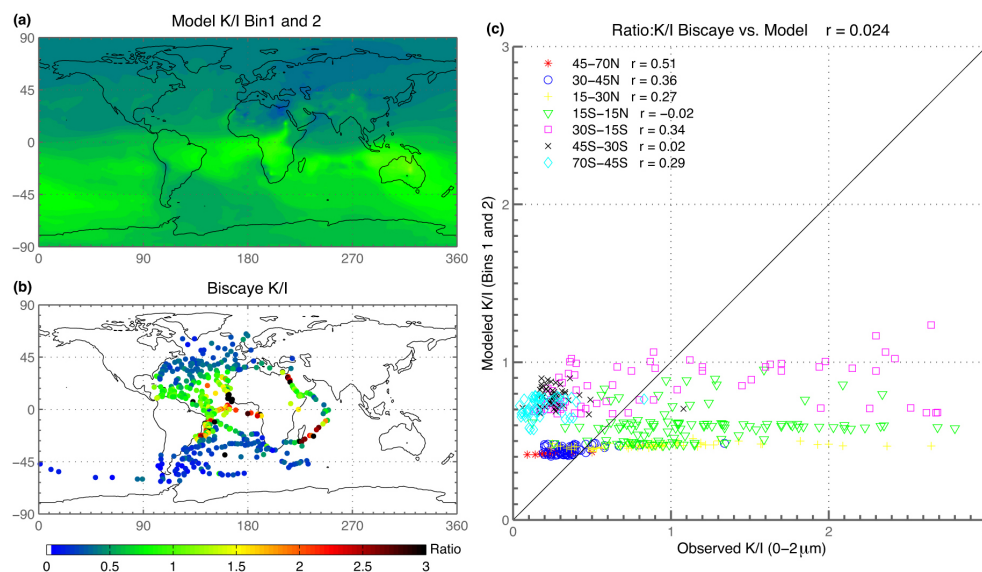 (a)
Model K/I Bin1 and 2
90
45
0
−45
−90
0 90 180 270 360
(b)
Biscaye K/I
90
45
0
−45
−90
0 90 180 270 360
Ratio
0 0.5 1 1.5 2 2.5 3
(c)
Ratio:K/I Biscaye vs. Model r = 0.024
45−70N r = 0.51
30−45N r = 0.36
15−30N r = 0.27
15S−15N r = −0.02
30S−15S r = 0.34
45S−30S r = 0.02
70S−45S r = 0.29
Modeled K/I (Bins 1 and 2)
3
2
1
0
0 1 2
Observed K/I (0−2μm)